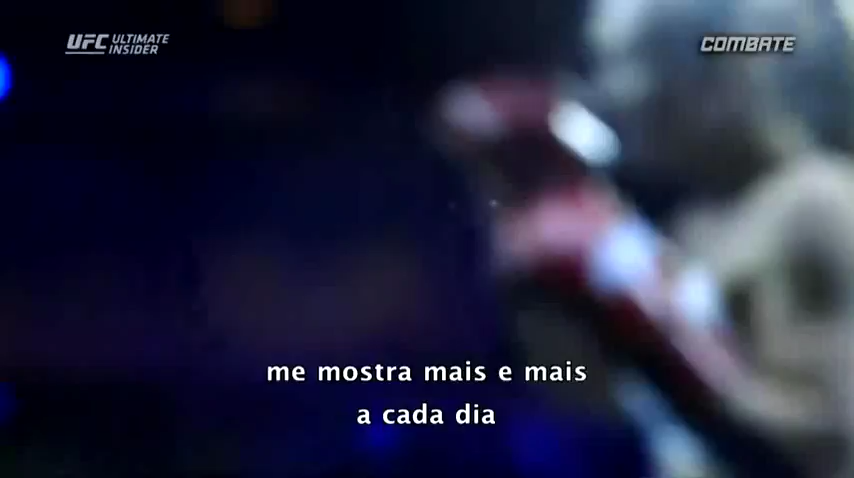 UFC ULTIMATE
INSIDER
COMBATE
me mostra mais e mais
a cada dia